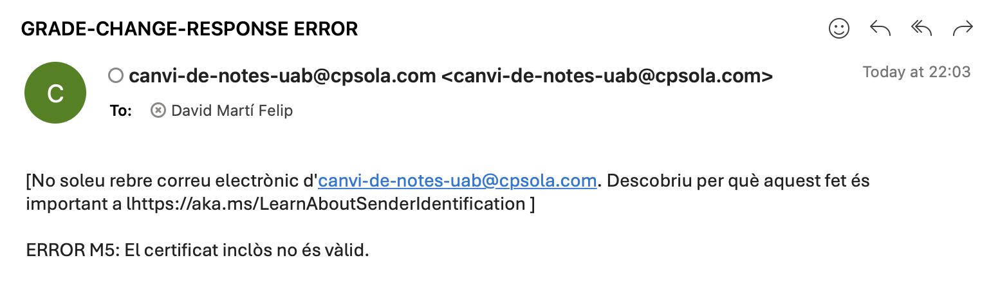 GRADE-CHANGE-RESPONSE ERROR
C
canvi-de-notes-uab@cpsola.com <canvi-de-notes-uab@cpsola.com>
Today at 22:03
To: David Martí Felip
[No soleu rebre correu electrònic d'canvi-de-notes-uab@cpsola.com. Descobriu per què aquest fet és
important a lhttps://aka.ms/LearnAboutSenderIdentification ]
ERROR M5: El certificat inclòs no és vàlid.